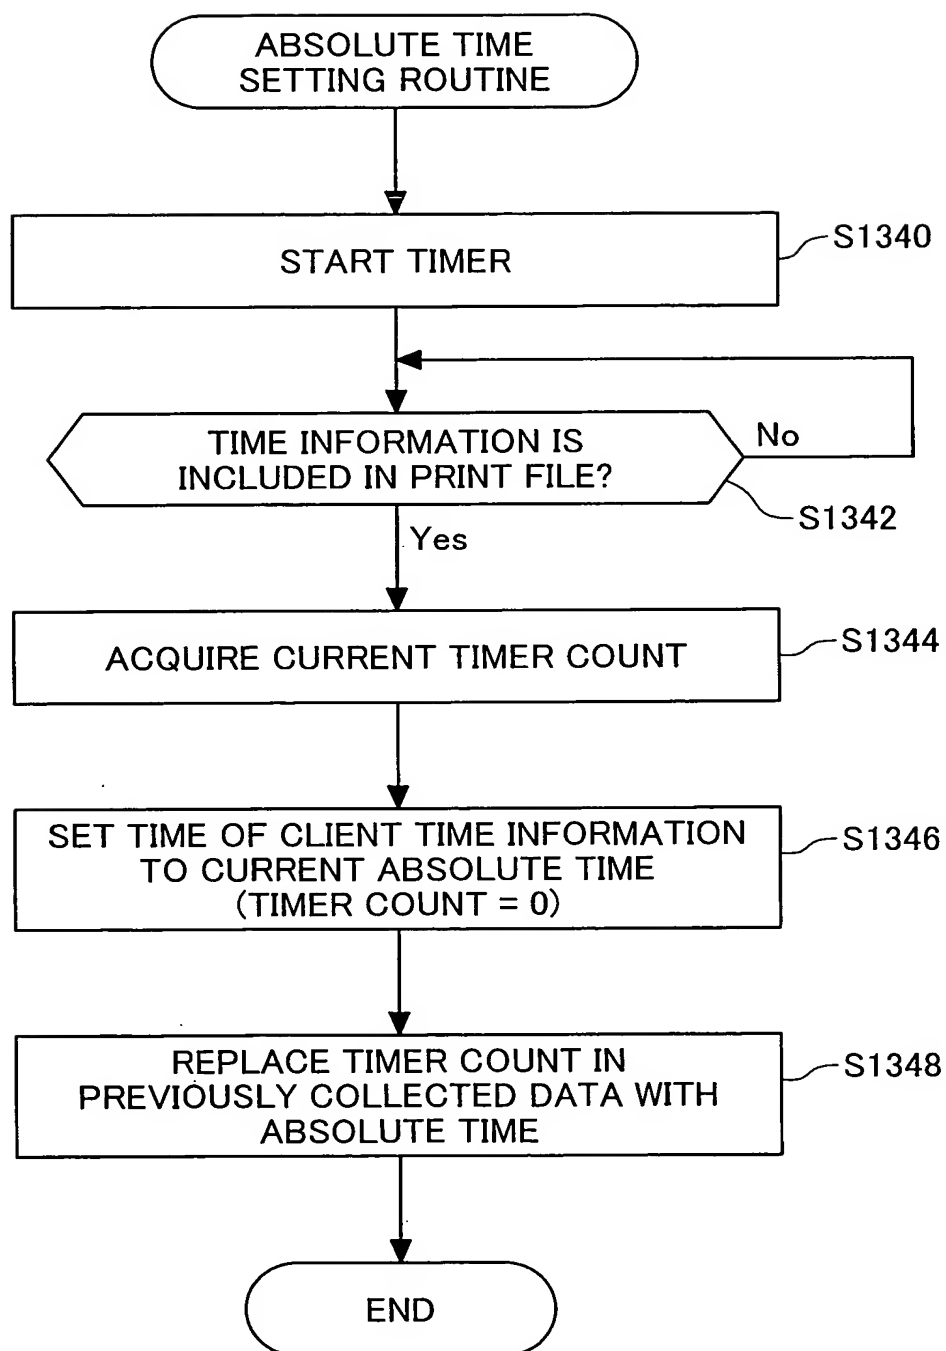 ABSOLUTE TIME
SETTING ROUTINE
START TIMER
S1340
TIME INFORMATION IS
INCLUDED IN PRINT FILE?
No
S1342
Yes
ACQUIRE CURRENT TIMER COUNT
S1344
SET TIME OF CLIENT TIME INFORMATION
TO CURRENT ABSOLUTE TIME
(TIMER COUNT = 0)
S1346
REPLACE TIMER COUNT IN
PREVIOUSLY COLLECTED DATA WITH
ABSOLUTE TIME
S1348
END